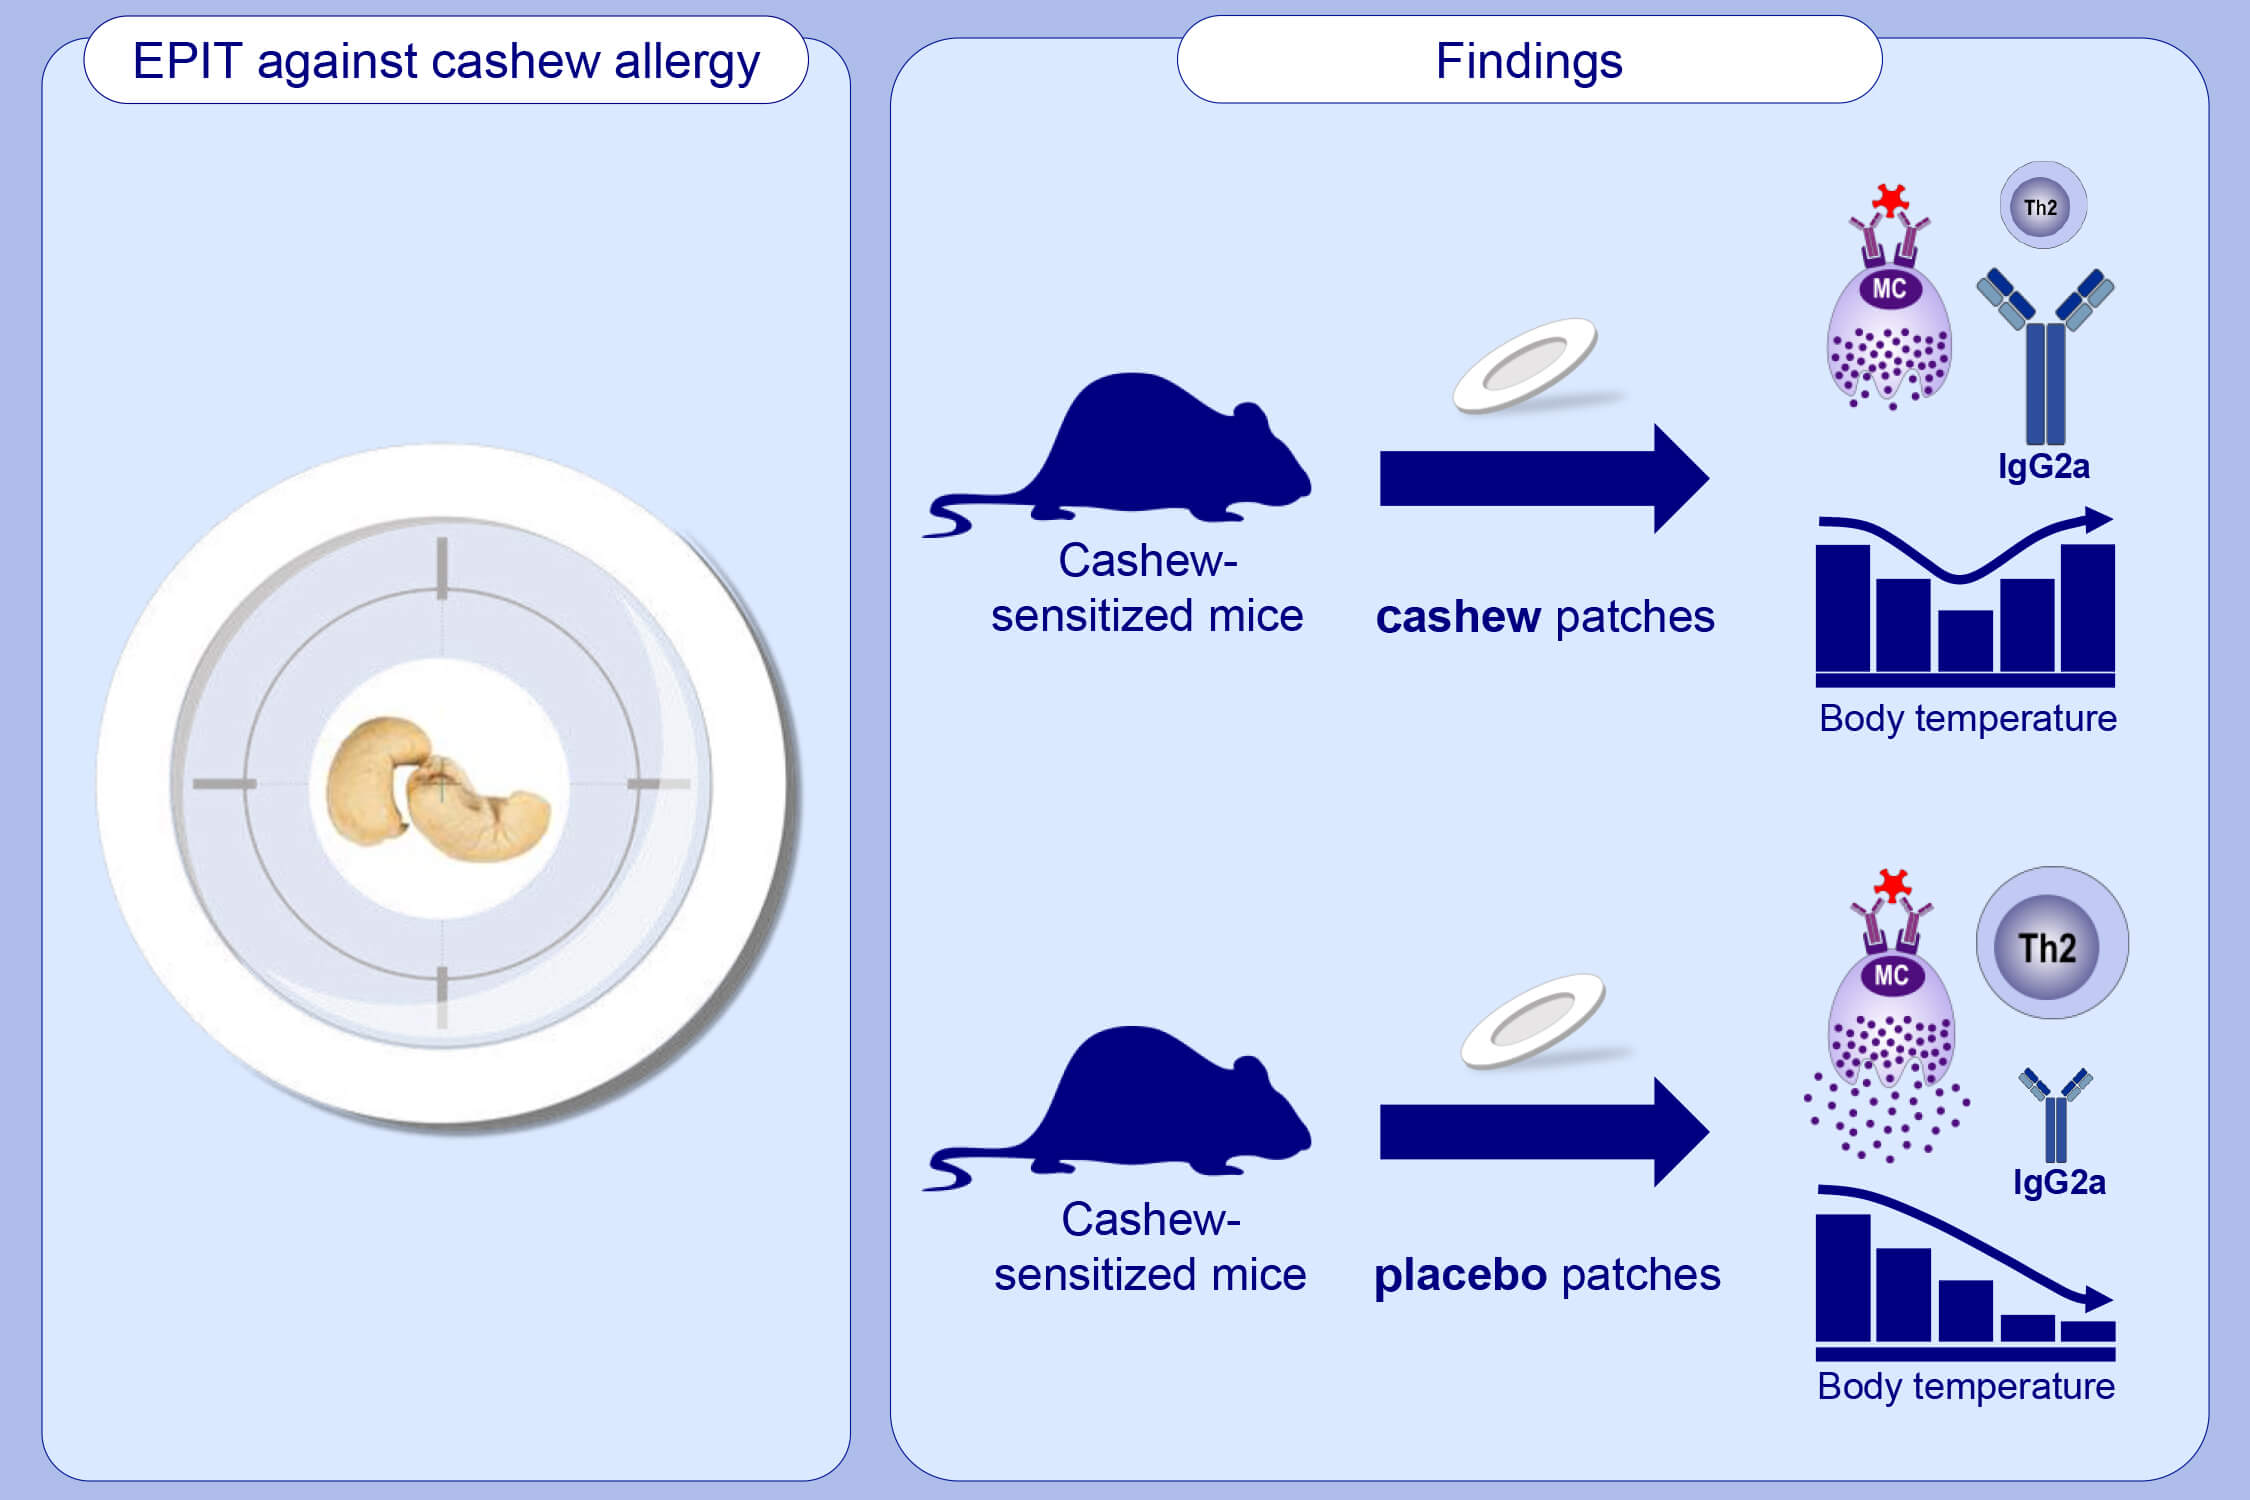 EPIT against cashew allergy
Findings
Th2
MC
IgG2a
Cashew-
sensitized mice
cashew patches
Body temperature
Th2
MC
IgG2a
Cashew-
sensitized mice
placebo patches
Body temperature